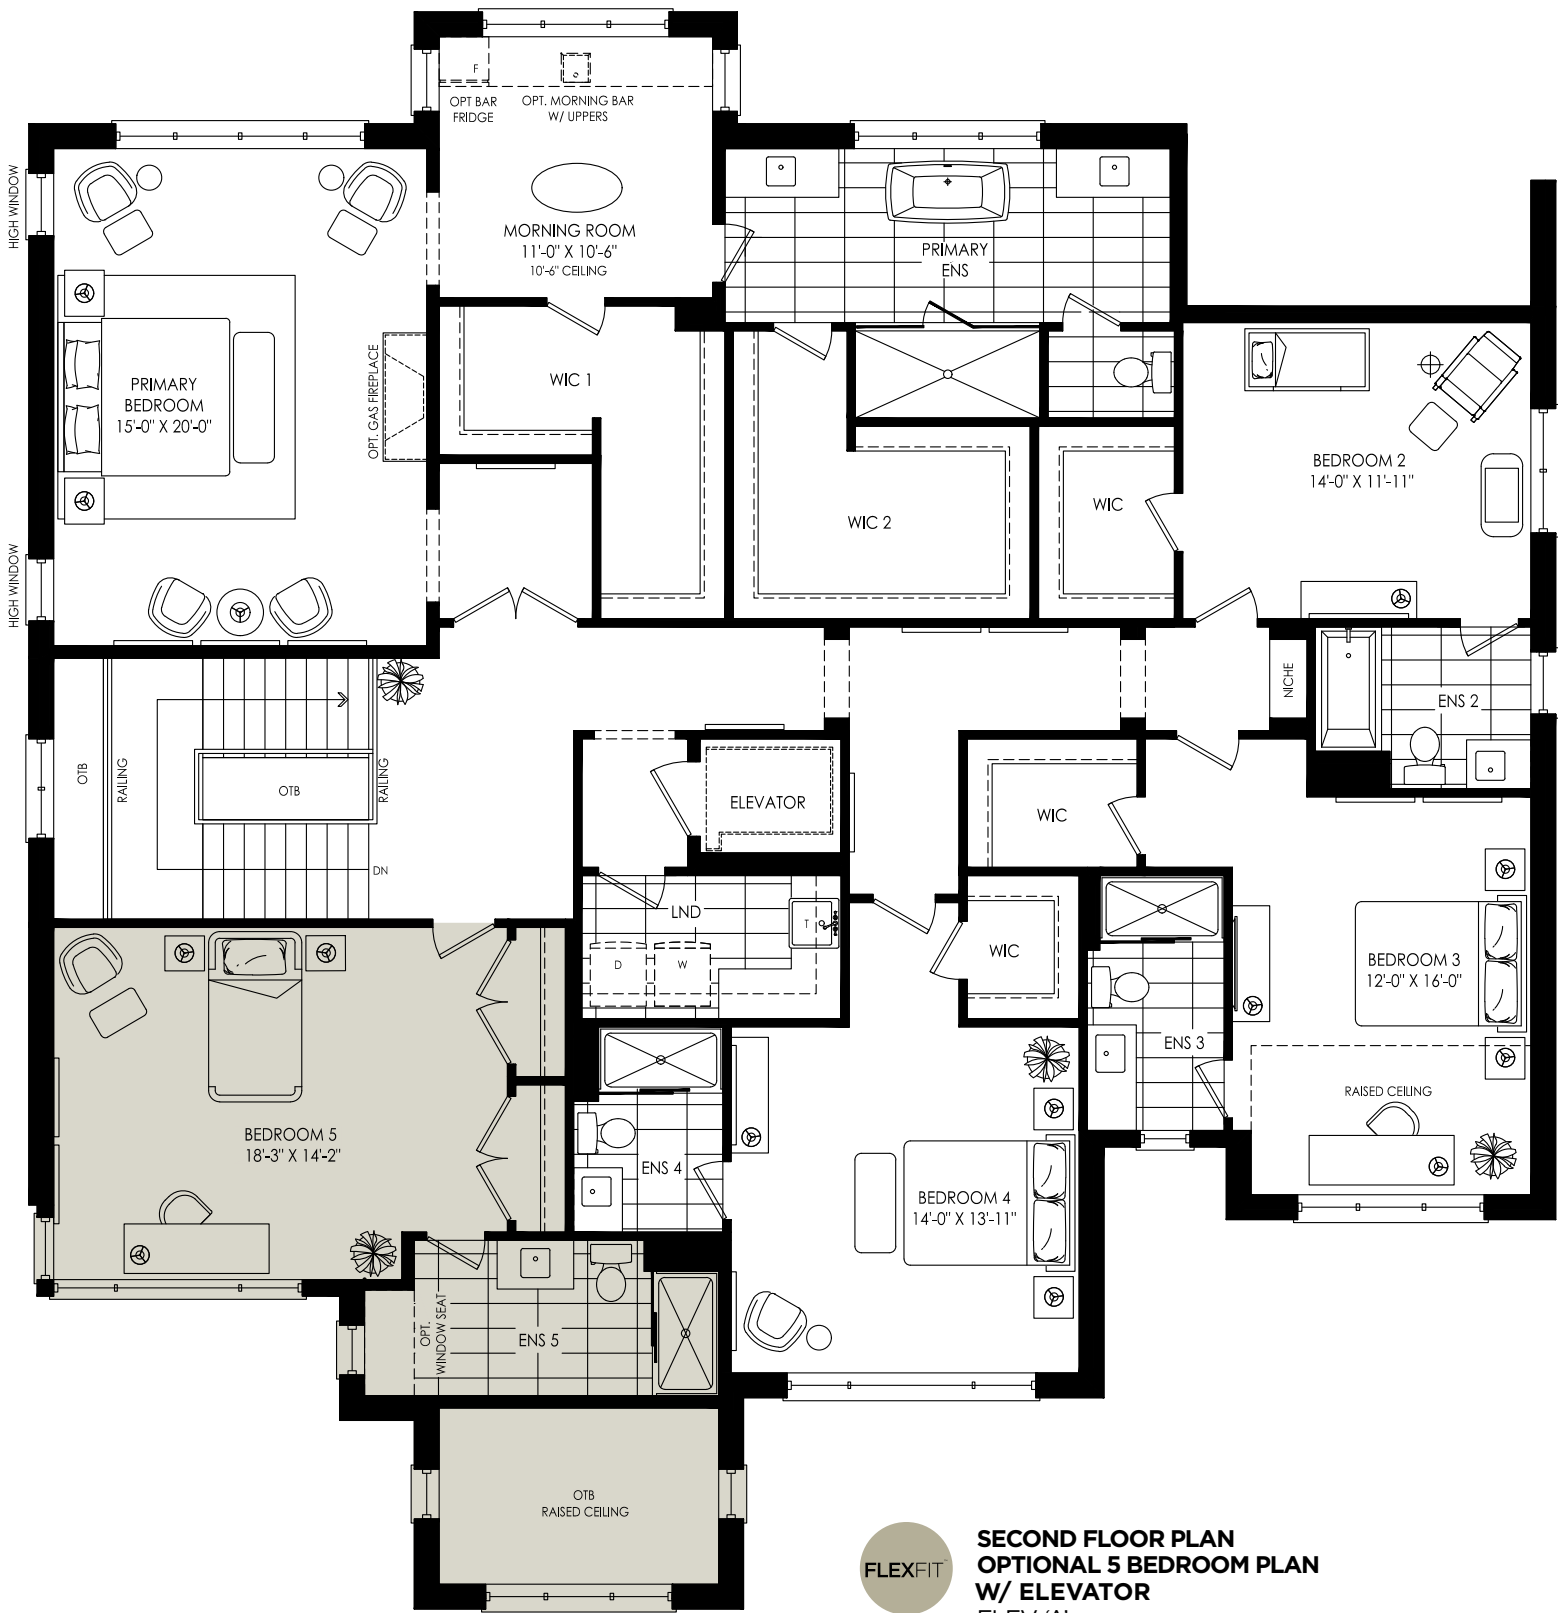 F
OPT BAR
FRIDGE
OPT. MORNING BAR
W/ UPPERS
HIGH WINDOW
MORNING ROOM
11'-0" X 10'-6"
10'-6" CEILING
PRIMARY
ENS
PRIMARY
BEDROOM
15'-0" X 20'-0"
OPT. GAS FIREPLACE
WIC 1
WIC 2
WIC
BEDROOM 2
14'-0" X 11'-11"
HIGH WINDOW
NICHE
ENS 2
OTB
RAILING
OTB
RAILING
DN
ELEVATOR
WIC
LND
T
D
W
WIC
BEDROOM 3
12'-0" X 16'-0"
ENS 3
RAISED CEILING
BEDROOM 5
18'-3" X 14'-2"
ENS 4
BEDROOM 4
14'-0" X 13'-11"
OPT.
WINDOW SEAT
ENS 5
OTB
RAISED CEILING
FLEXFIT
SECOND FLOOR PLAN
OPTIONAL 5 BEDROOM PLAN
W/ ELEVATOR